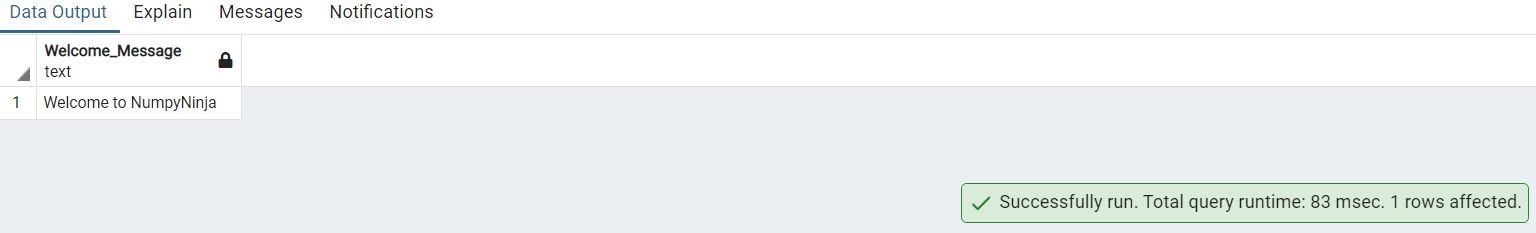 Data Output Explain Messages Notifications
Welcome_Message
text
1 Welcome to NumpyNinja
Successfully run. Total query runtime: 83 msec. 1 rows affected.